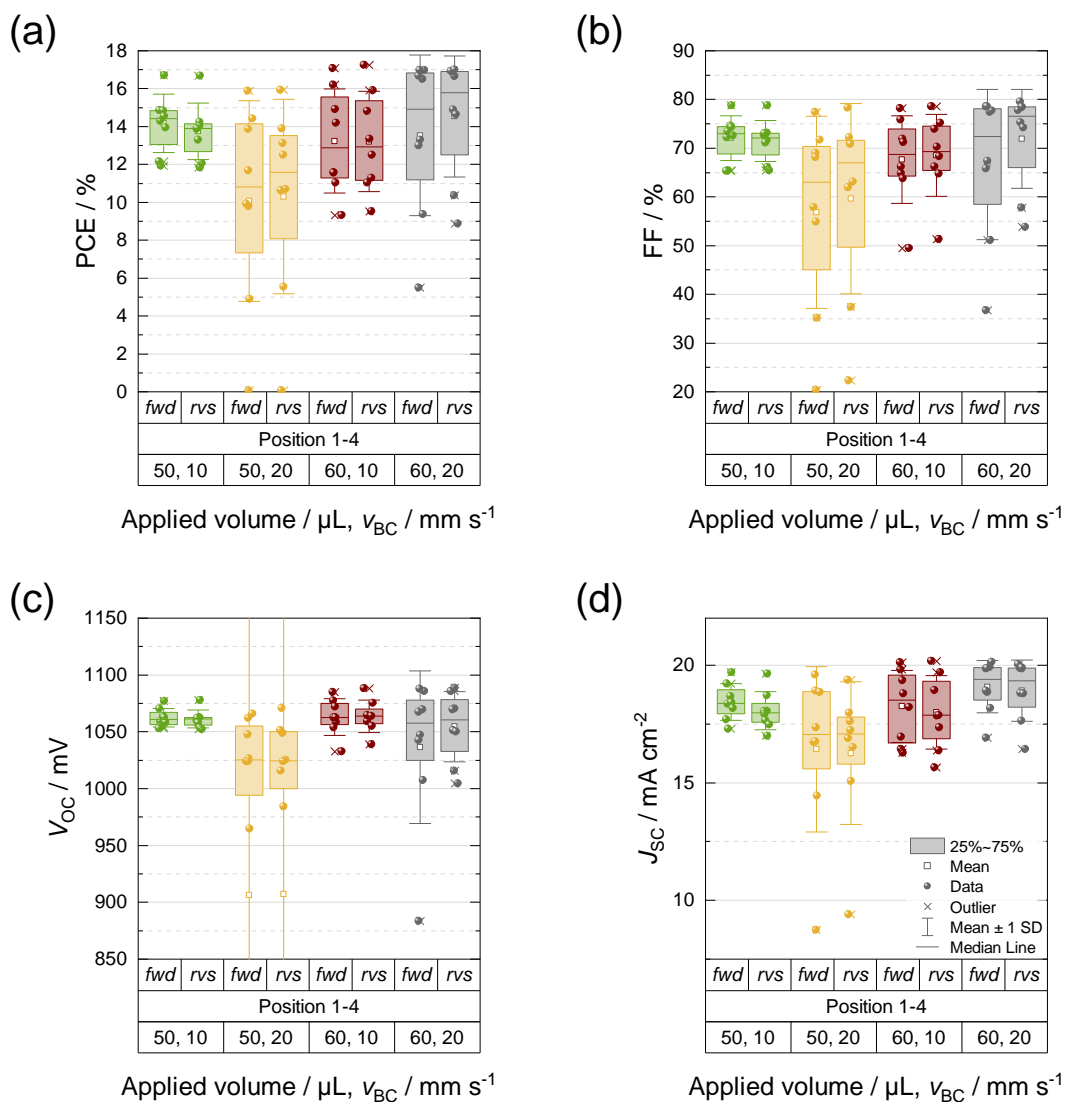 (a)
PCE / %
18
16
14
12
10
8
6
4
2
0
fwd rvs fwd rvs fwd rvs fwd rvs
Position 1-4
50, 10 50, 20 60, 10 60, 20
Applied volume / µL, vBC / mm s⁻¹
(b)
FF / %
90
80
70
60
50
40
30
20
fwd rvs fwd rvs fwd rvs fwd rvs
Position 1-4
50, 10 50, 20 60, 10 60, 20
Applied volume / µL, vBC / mm s⁻¹
(c)
VOC / mV
1150
1100
1050
1000
950
900
850
fwd rvs fwd rvs fwd rvs fwd rvs
Position 1-4
50, 10 50, 20 60, 10 60, 20
Applied volume / µL, vBC / mm s⁻¹
(d)
JSC / mA cm⁻²
20
15
10
25%~75%
Mean
Data
Outlier
Mean ± 1 SD
Median Line
fwd rvs fwd rvs fwd rvs fwd rvs
Position 1-4
50, 10 50, 20 60, 10 60, 20
Applied volume / µL, vBC / mm s⁻¹